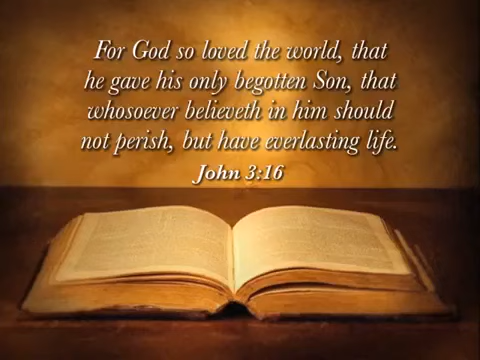 For God so loved the world, that
he gave his only begotten Son, that
whosoever believeth in him should
not perish, but have everlasting life.
John 3:16